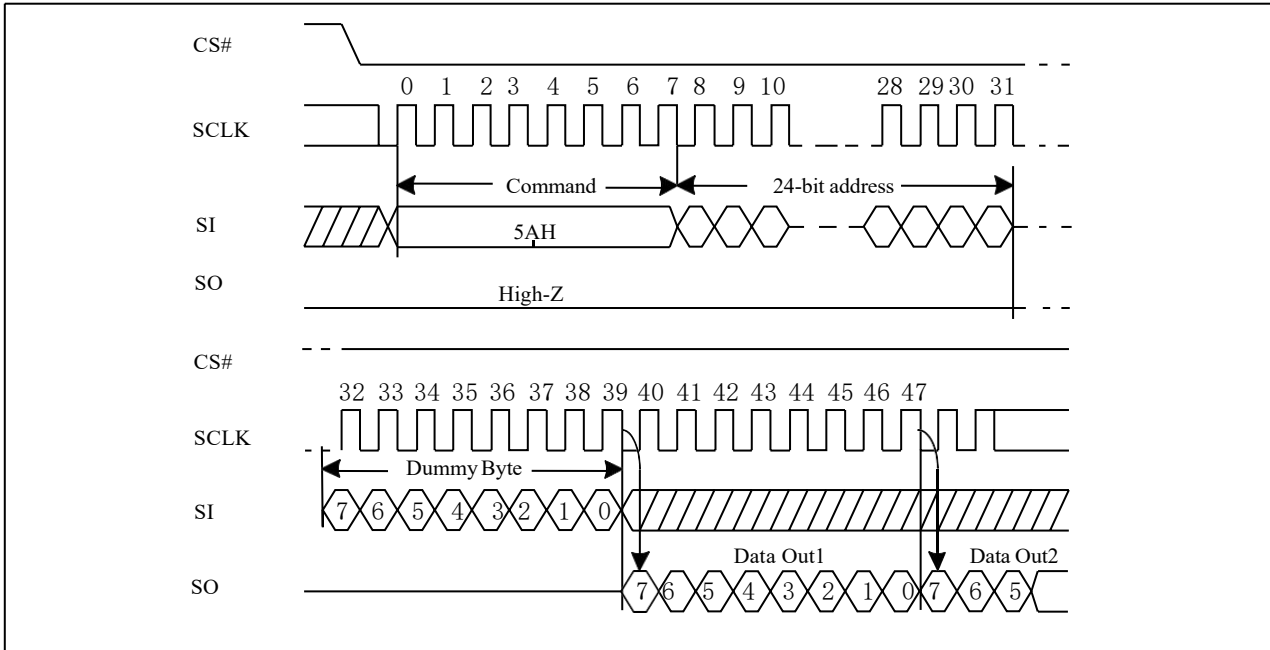 CS#
0 1 2 3 4 5 6 7 8 9 10 28 29 30 31
SCLK
Command 24-bit address
SI
5AH
SO
High-Z
CS#
32 33 34 35 36 37 38 39 40 41 42 43 44 45 46 47
SCLK
Dummy Byte
SI 7 6 5 4 3 2 1 0
Data Out1 Data Out2
SO 7 6 5 4 3 2 1 0 7 6 5